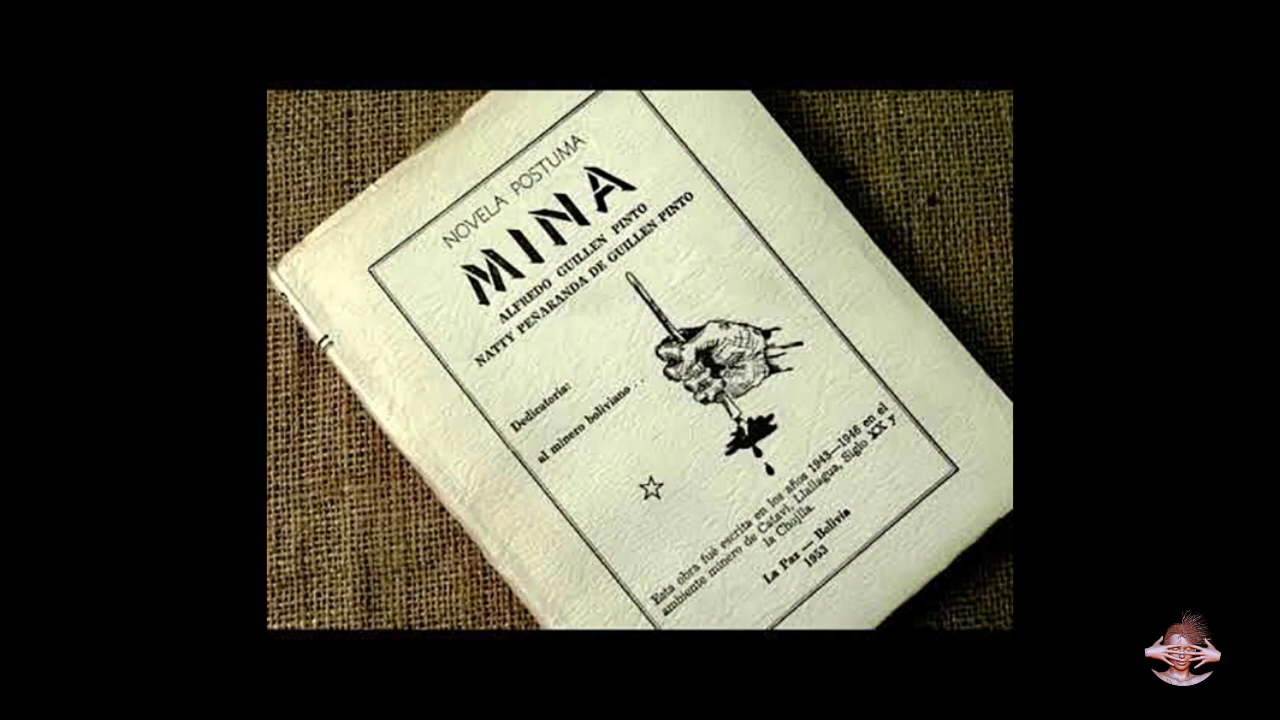 NOVELA POSTUMA
MINA
ALFREDO GUILLEN PINTO
NATTY PEÑARANDA DE GUILLEN PINTO
Dedicatoria:
al minero boliviano . .
Esta obra fué escrita en los años 1943—1946 en el
ambiente minero de Catavi, Llallagua, Siglo XX y
la Chojlla.
La Paz — Bolivia
1953